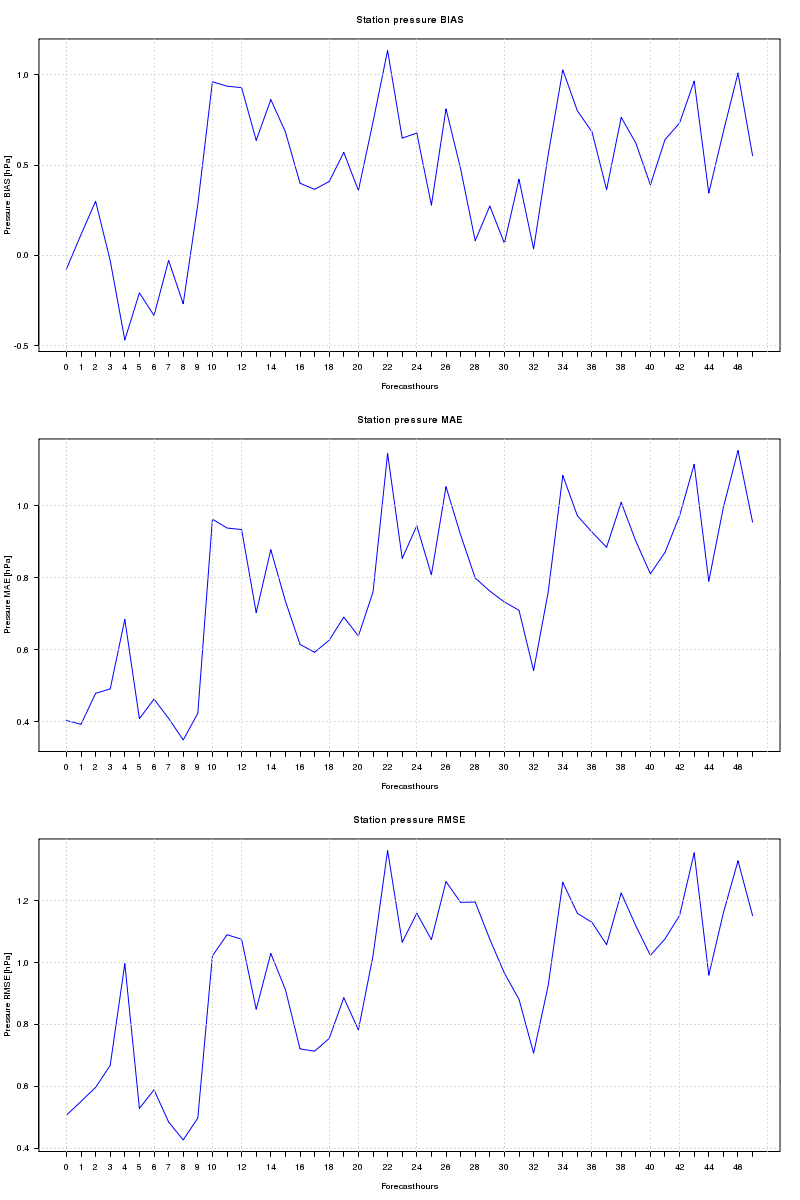 Station pressure BIAS
Pressure BIAS [hPa]
1.0
0.5
0.0
-0.5
0 1 2 3 4 5 6 7 8 9 10 12 14 16 18 20 22 24 26 28 30 32 34 36 38 40 42 44 46
Forecasthours
Station pressure MAE
Pressure MAE [hPa]
1.0
0.8
0.6
0.4
0 1 2 3 4 5 6 7 8 9 10 12 14 16 18 20 22 24 26 28 30 32 34 36 38 40 42 44 46
Forecasthours
Station pressure RMSE
Pressure RMSE [hPa]
1.2
1.0
0.8
0.6
0.4
0 1 2 3 4 5 6 7 8 9 10 12 14 16 18 20 22 24 26 28 30 32 34 36 38 40 42 44 46
Forecasthours